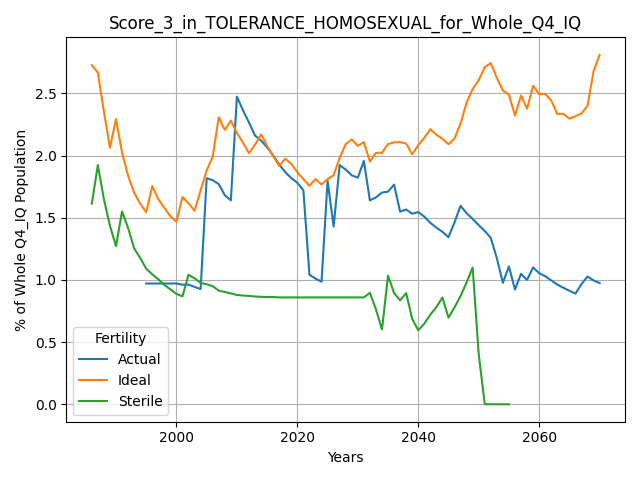 Score_3_in_TOLERANCE_HOMOSEXUAL_for_Whole_Q4_IQ
% of Whole Q4_IQ Population
2.5
2.0
1.5
1.0
0.5
0.0
Fertility
Actual
Ideal
Sterile
2000
2020
2040
2060
Years